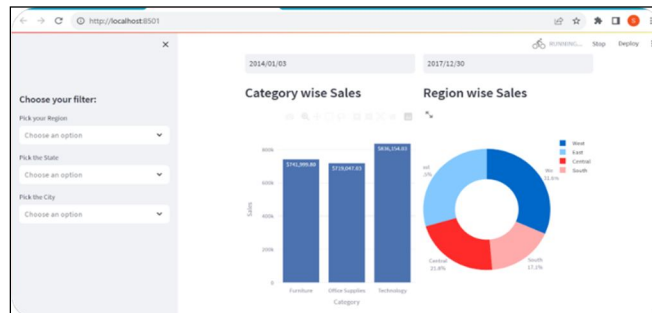 http://localhost:8501
RUNNING... Stop Deploy
2014/01/03
2017/12/30
Choose your filter:
Pick your Region
Choose an option
Pick the State
Choose an option
Pick the City
Choose an option
Category wise Sales
$741,999.80
$719,047.03
$836,154.03
800k
600k
400k
200k
0
Sales
Furniture
Office Supplies
Technology
Category
Region wise Sales
West
East
Central
South
Central
21.8%
South
17.1%